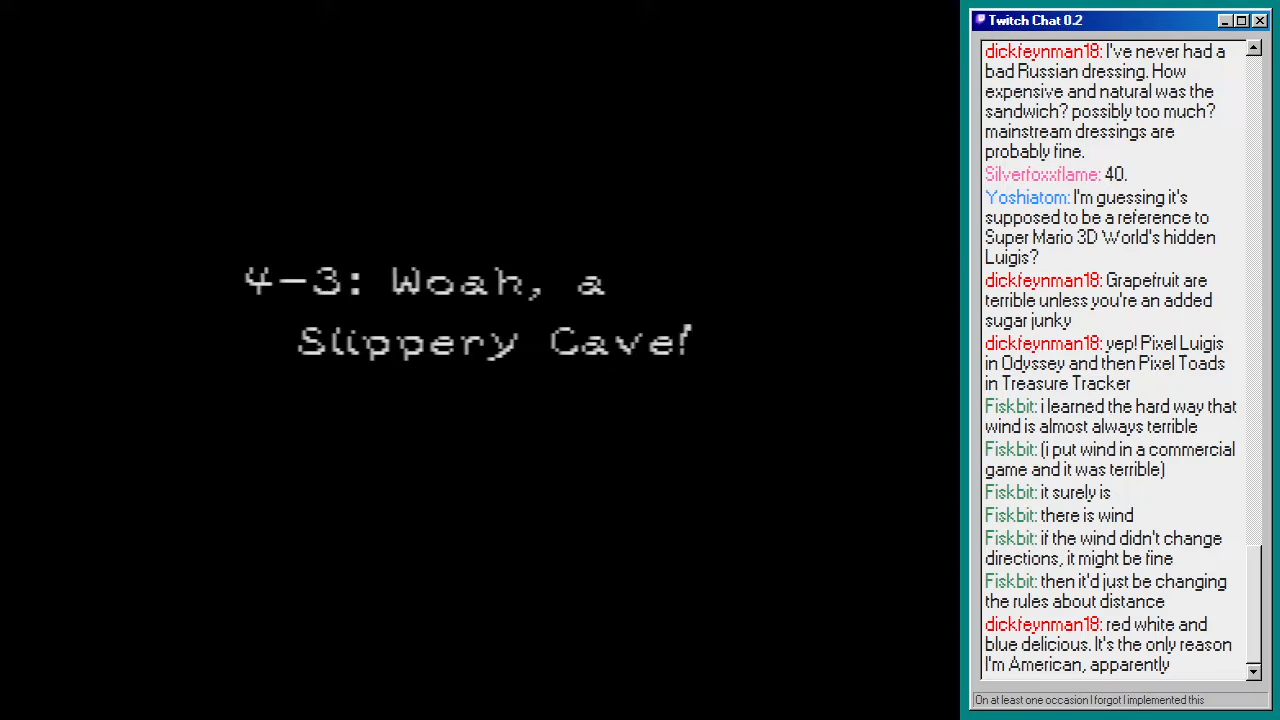 4-3: Woah, a
Slippery Cave!
Twitch Chat 0.2
dickfeynman18: I've never had a
bad Russian dressing. How
expensive and natural was the
sandwich? possibly too much?
mainstream dressings are
probably fine.
Silverfoxxflame: 40.
Yoshiatom: I'm guessing it's
supposed to be a reference to
Super Mario 3D World's hidden
Luigis?
dickfeynman18: Grapefruit are
terrible unless you're an added
sugar junky
dickfeynman18: yep! Pixel Luigis
in Odyssey and then Pixel Toads
in Treasure Tracker
Fiskbit: i learned the hard way that
wind is almost always terrible
Fiskbit: (i put wind in a commercial
game and it was terrible)
Fiskbit: it surely is
Fiskbit: there is wind
Fiskbit: if the wind didn't change
directions, it might be fine
Fiskbit: then it'd just be changing
the rules about distance
dickfeynman18: red white and
blue delicious. It's the only reason
I'm American, apparently
On at least one occasion I forgot I implemented this